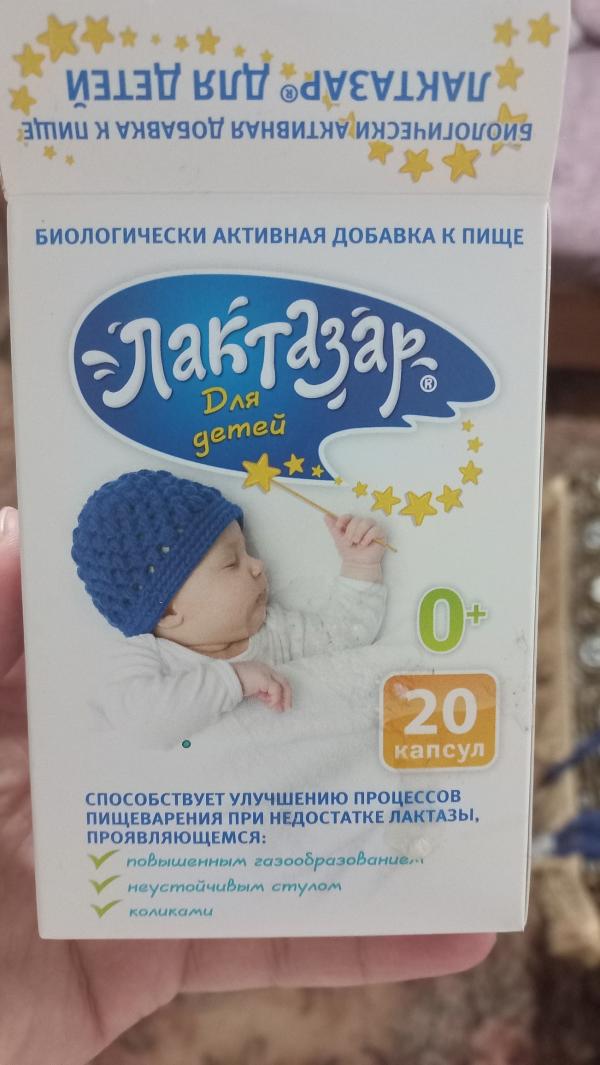 ЛАКТАЗАР® ДЛЯ ДЕТЕЙ
БИОЛОГИЧЕСКИ АКТИВНАЯ ДОБАВКА К ПИЩЕ
БИОЛОГИЧЕСКИ АКТИВНАЯ ДОБАВКА К ПИЩЕ
Лактазар®
Для
детей
0+
20
капсул
СПОСОБСТВУЕТ УЛУЧШЕНИЮ ПРОЦЕССОВ
ПИЩЕВАРЕНИЯ ПРИ НЕДОСТАТКЕ ЛАКТАЗЫ,
ПРОЯВЛЯЮЩЕМСЯ:
повышенным газообразованием
неустойчивым стулом
коликами